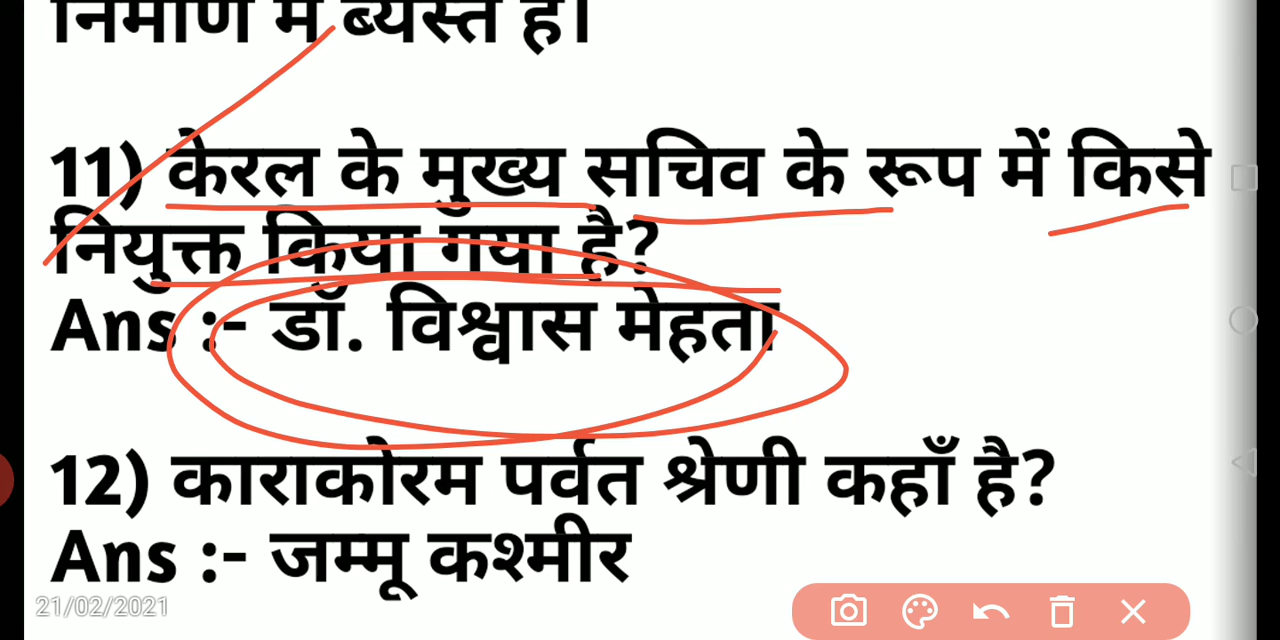 निर्माण में ब्यस्त है।
11) केरल के मुख्य सचिव के रूप में किसे
नियुक्त किया गया है?
Ans :- डॉ. विश्वास मेहता
12) काराकोरम पर्वत श्रेणी कहाँ है?
Ans :- जम्मू कश्मीर
21/02/2021